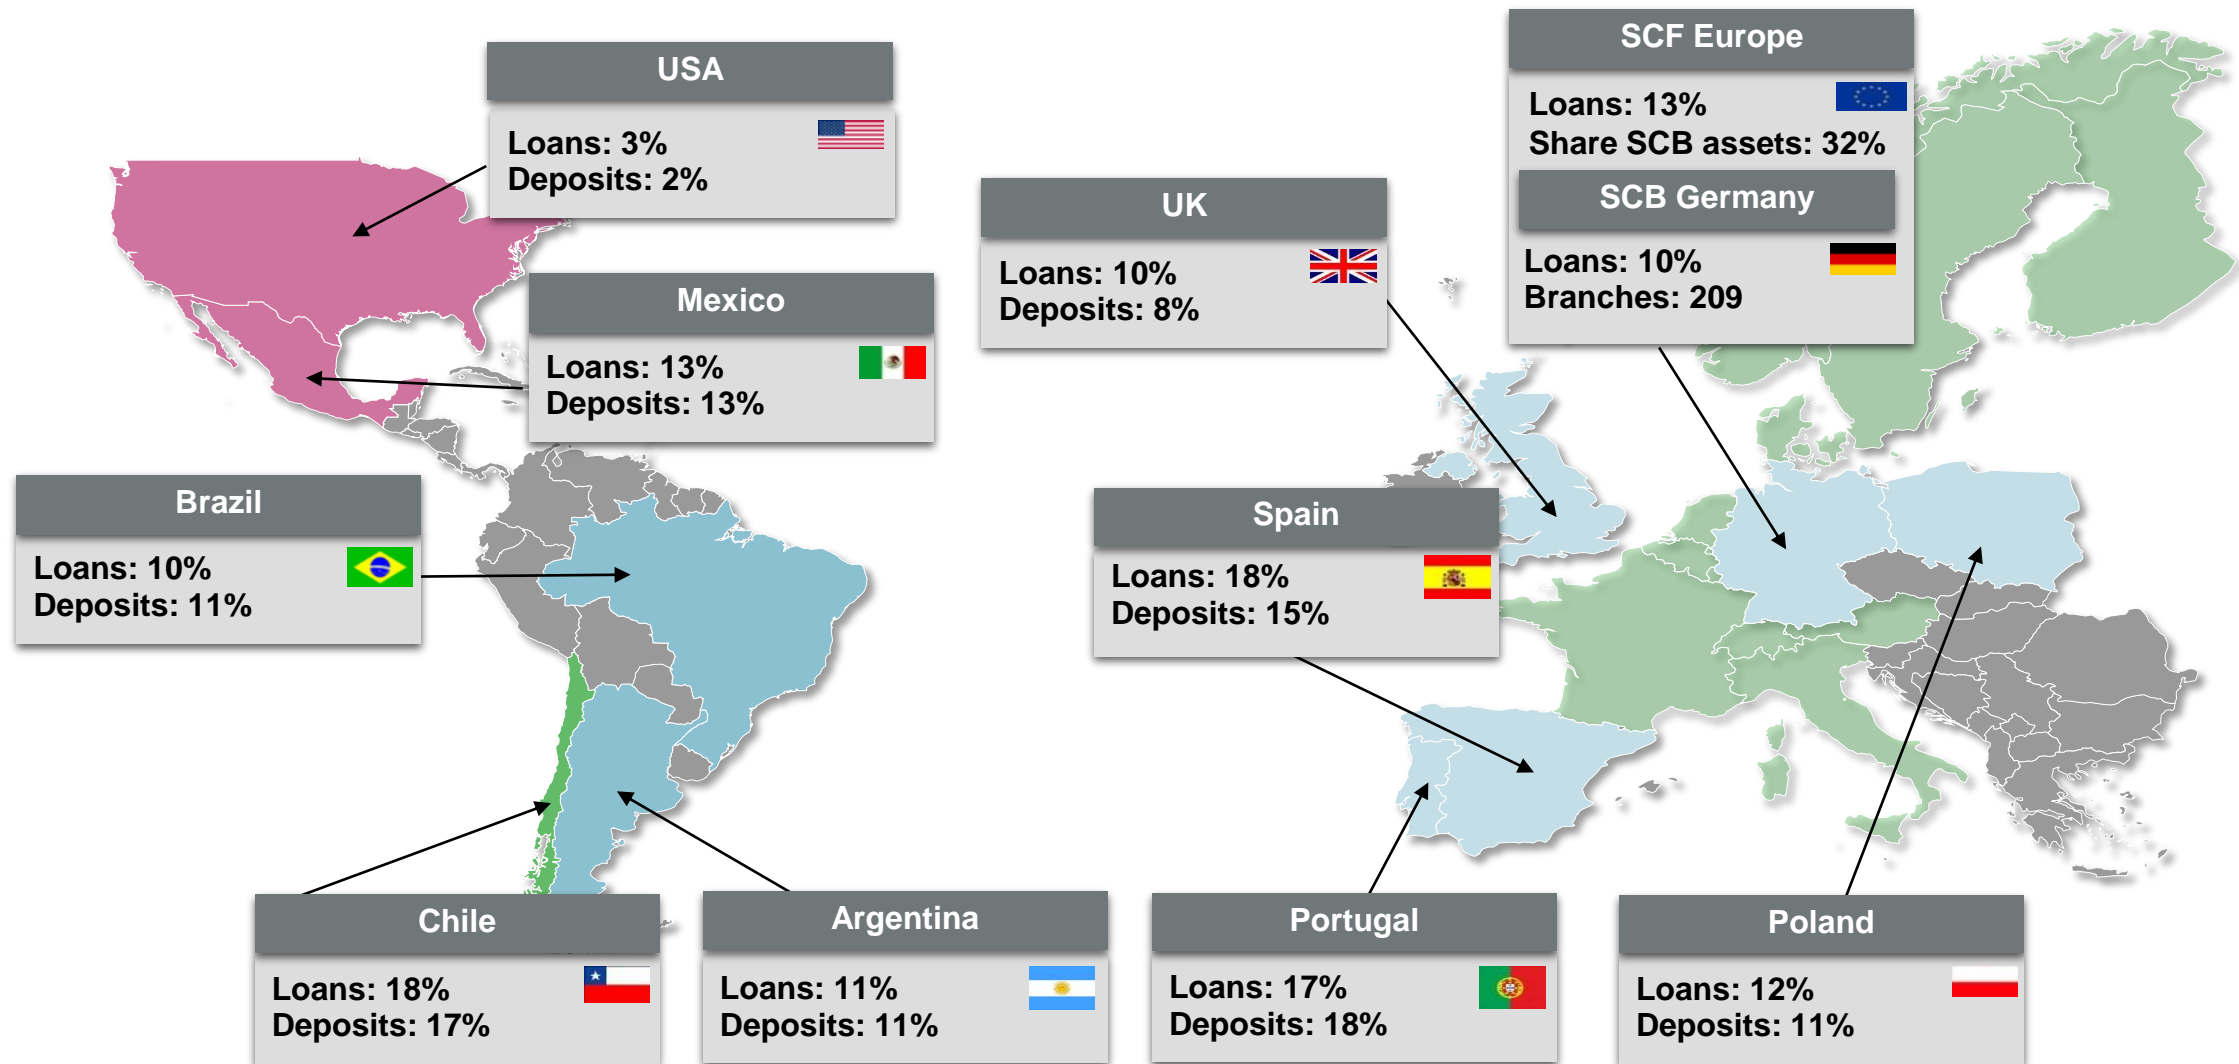 USA
Loans: 3%
Deposits: 2%
Mexico
Loans: 13%
Deposits: 13%
Brazil
Loans: 10%
Deposits: 11%
Chile
Loans: 18%
Deposits: 17%
Argentina
Loans: 11%
Deposits: 11%
SCF Europe
Loans: 13%
Share SCB assets: 32%
SCB Germany
Loans: 10%
Branches: 209
UK
Loans: 10%
Deposits: 8%
Spain
Loans: 18%
Deposits: 15%
Portugal
Loans: 17%
Deposits: 18%
Poland
Loans: 12%
Deposits: 11%